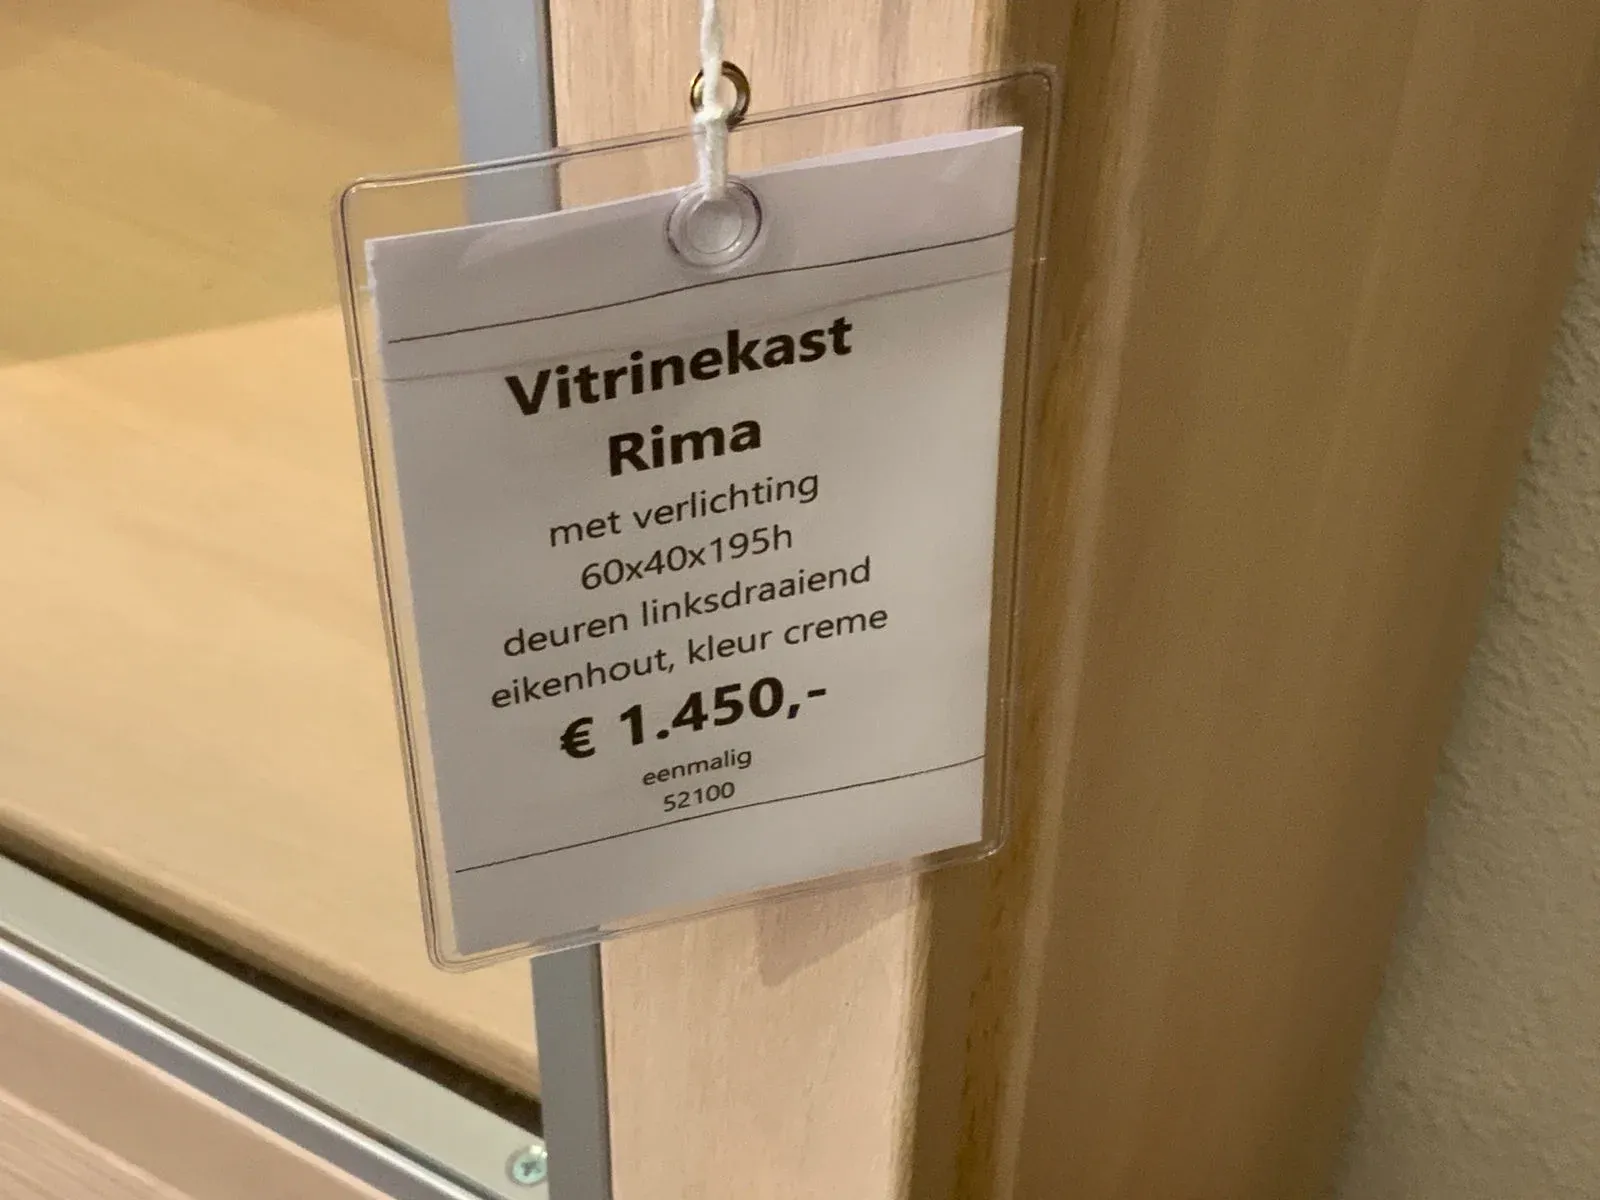 Vitrinekast
Rima
met verlichting
60x40x195h
deuren linksdraaiend
eikenhout, kleur creme
€ 1.450,-
eenmalig
52100